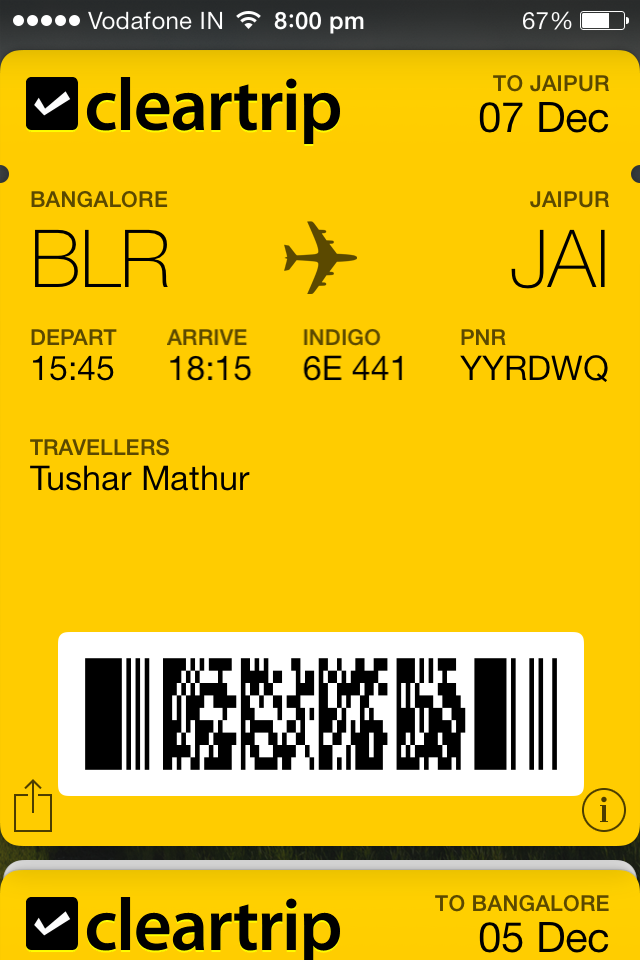 Vodafone IN 8:00 pm 67%
cleartrip
TO JAIPUR
07 Dec
BANGALORE JAIPUR
BLR JAI
DEPART ARRIVE INDIGO PNR
15:45 18:15 6E 441 YYRDWQ
TRAVELLERS
Tushar Mathur
i
cleartrip
TO BANGALORE
05 Dec